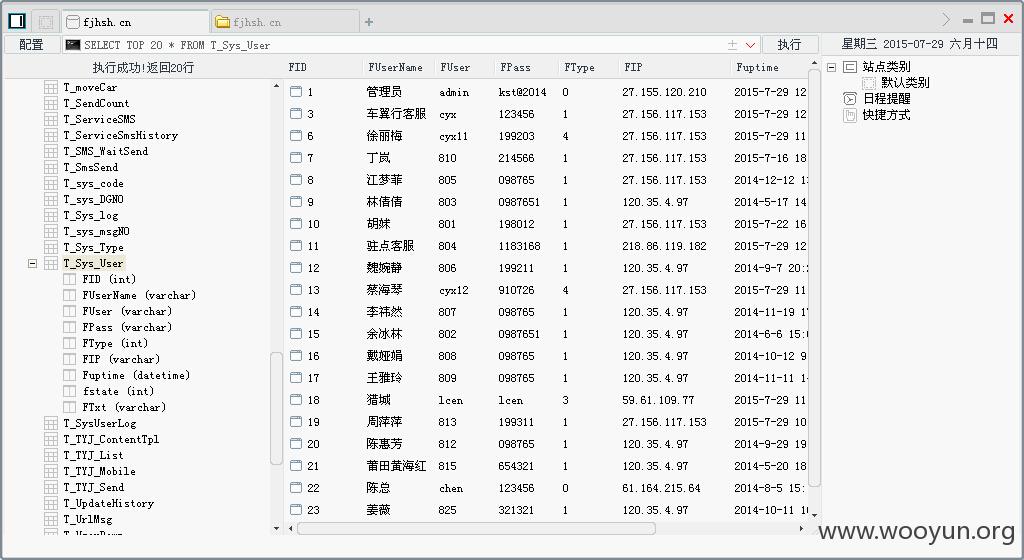 fjhsh.cn fjhsh.cn
配置 SELECT TOP 20 * FROM T_Sys_User 执行 星期三 2015-07-29 六月十四
执行成功!返回20行
T_moveCar
T_SendCount
T_ServiceSMS
T_ServiceSmsHistory
T_SMS_WaitSend
T_SmsSend
T_sys_code
T_sys_DGNO
T_Sys_log
T_sys_msgNO
T_Sys_Type
T_Sys_User
FID (int)
FUserName (varchar)
FUser (varchar)
FPass (varchar)
FType (int)
FIP (varchar)
Fuptime (datetime)
fstate (int)
FTxt (varchar)
T_SysUserLog
T_TYJ_ContentTpl
T_TYJ_List
T_TYJ_Mobile
T_TYJ_Send
T_UpdateHistory
T_UrlMsg
FID FUserName FUser FPass FType FIP Fuptime
1 管理员 admin kst@2014 0 27.155.120.210 2015-7-29 12
3 车翼行客服 cyx 123456 1 27.156.117.153 2015-7-29 12
6 徐丽梅 cyx11 199203 4 27.156.117.153 2015-7-29 11
7 丁岚 810 214566 1 27.156.117.153 2015-7-16 18
8 江梦菲 805 098765 1 27.156.117.153 2014-12-12 1
9 林倩倩 803 0987651 1 120.35.4.97 2014-5-17 14
10 胡妹 801 198012 1 27.156.117.153 2015-7-22 16
11 驻点客服 804 1183168 1 218.86.119.182 2015-7-29 12
12 魏婉静 806 199211 1 120.35.4.97 2014-9-7 20:
13 蔡海琴 cyx12 910726 4 27.156.117.153 2015-7-29 11
14 李祎然 807 098765 1 120.35.4.97 2014-11-19 1
15 余冰林 802 0987651 1 120.35.4.97 2014-6-6 15:
16 戴娅娟 808 098765 1 120.35.4.97 2014-10-12 9
17 王雅玲 809 098765 1 120.35.4.97 2014-11-11 1
18 猎城 lcen lcen 3 59.61.109.77 2015-7-29 11
19 周萍萍 813 199311 1 27.156.117.153 2015-7-29 10
20 陈惠芳 812 098765 1 120.35.4.97 2014-9-29 19
21 莆田黄海红 815 654321 1 120.35.4.97 2014-5-20 18
22 陈总 chen 123456 0 61.164.215.64 2014-8-5 15:
23 姜薇 825 321321 1 120.35.4.97 2014-10-11 1
站点类别
默认类别
日程提醒
快捷方式
www.wooyun.org